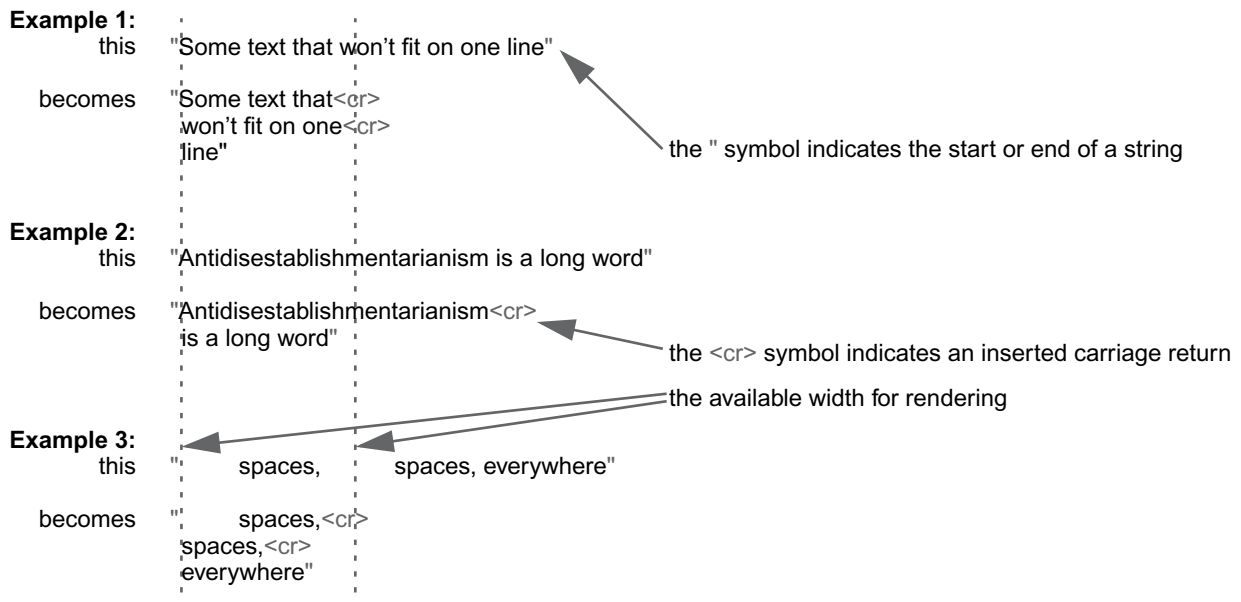 Example 1:
this "Some text that won’t fit on one line"
becomes "Some text that<cr>
won’t fit on one<cr>
line"
the " symbol indicates the start or end of a string
Example 2:
this "Antidisestablishmentarianism is a long word"
becomes "Antidisestablishmentarianism<cr>
is a long word"
the <cr> symbol indicates an inserted carriage return
the available width for rendering
Example 3:
this "        spaces,          spaces, everywhere"
becomes "        spaces,<cr>
spaces,<cr>
everywhere"